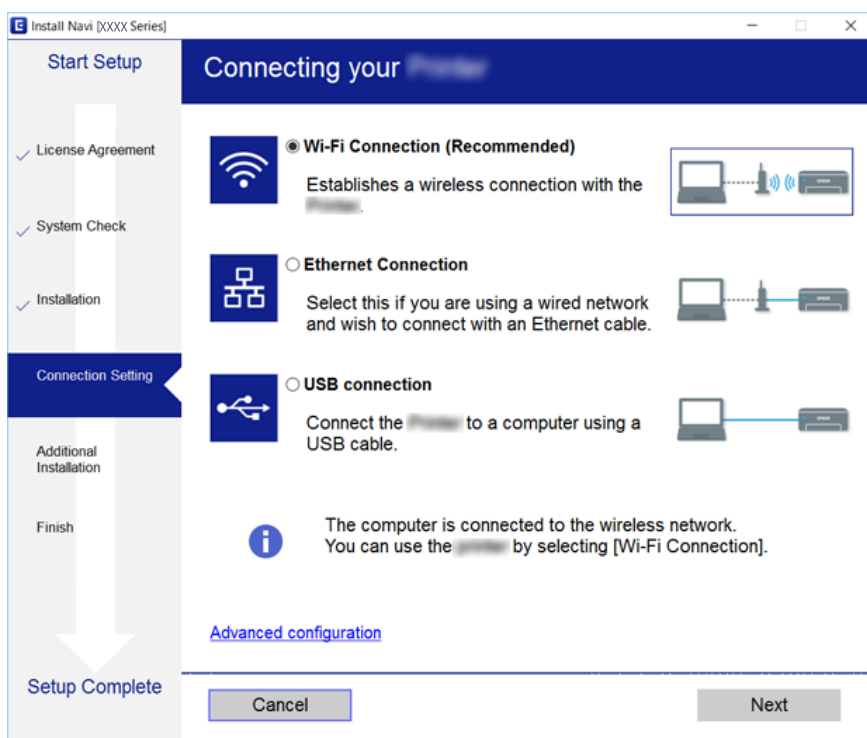 Install Navi [XXXX Series]
Start Setup
License Agreement
System Check
Installation
Connection Setting
Additional
Installation
Finish
Setup Complete
Connecting your
Wi-Fi Connection (Recommended)
Establishes a wireless connection with the
.
Ethernet Connection
Select this if you are using a wired network
and wish to connect with an Ethernet cable.
USB connection
Connect the to a computer using a
USB cable.
The computer is connected to the wireless network.
You can use the by selecting [Wi-Fi Connection].
Advanced configuration
Cancel
Next